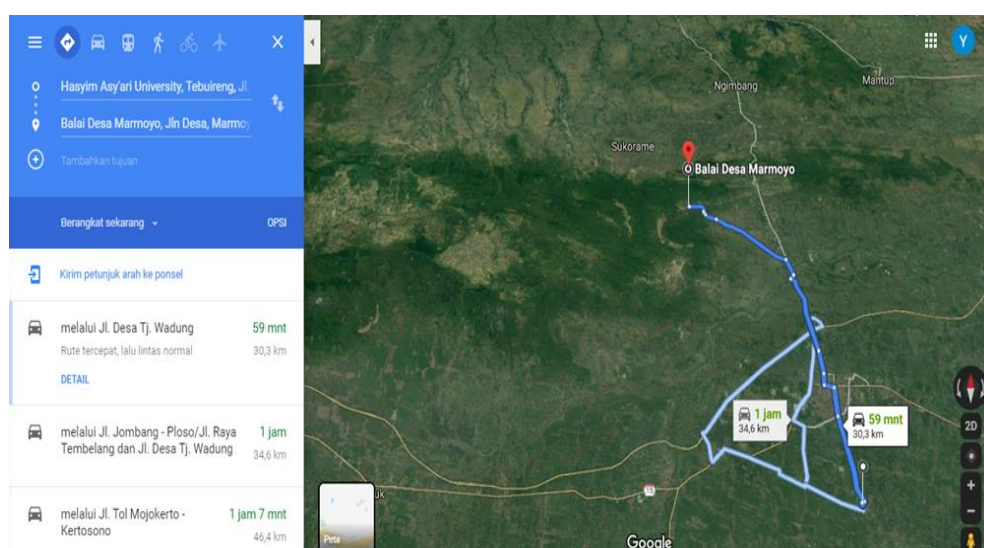 Hasyim Asy'ari University, Tebuireng, Jl.
Balai Desa Marmoyo, Jln Desa, Marmoy
Tambahkan tujuan
Berangkat sekarang
OPSI
Kirim petunjuk arah ke ponsel
melalui Jl. Desa Tj. Wadung 59 mnt
Rute tercepat, lalu lintas normal 30,3 km
DETAIL
melalui Jl. Jombang - Ploso/Jl. Raya 1 jam
Tembelang dan Jl. Desa Tj. Wadung 34,6 km
melalui Jl. Tol Mojokerto - 1 jam 7 mnt
Kertosono 46,4 km
Y
Ngimbang
Mantup
Sukorame
Balai Desa Marmoyo
1 jam
34,6 km
59 mnt
30,3 km
2D
15
uk
Peta
Google